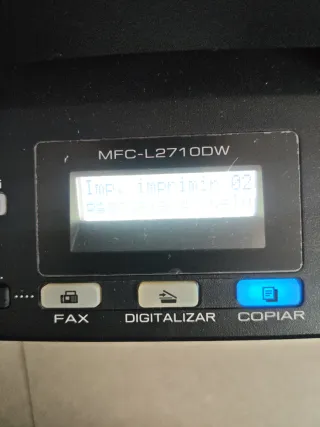 MFC-L2710DW
Imp. imprimir 02
FAX
DIGITALIZAR
COPIAR